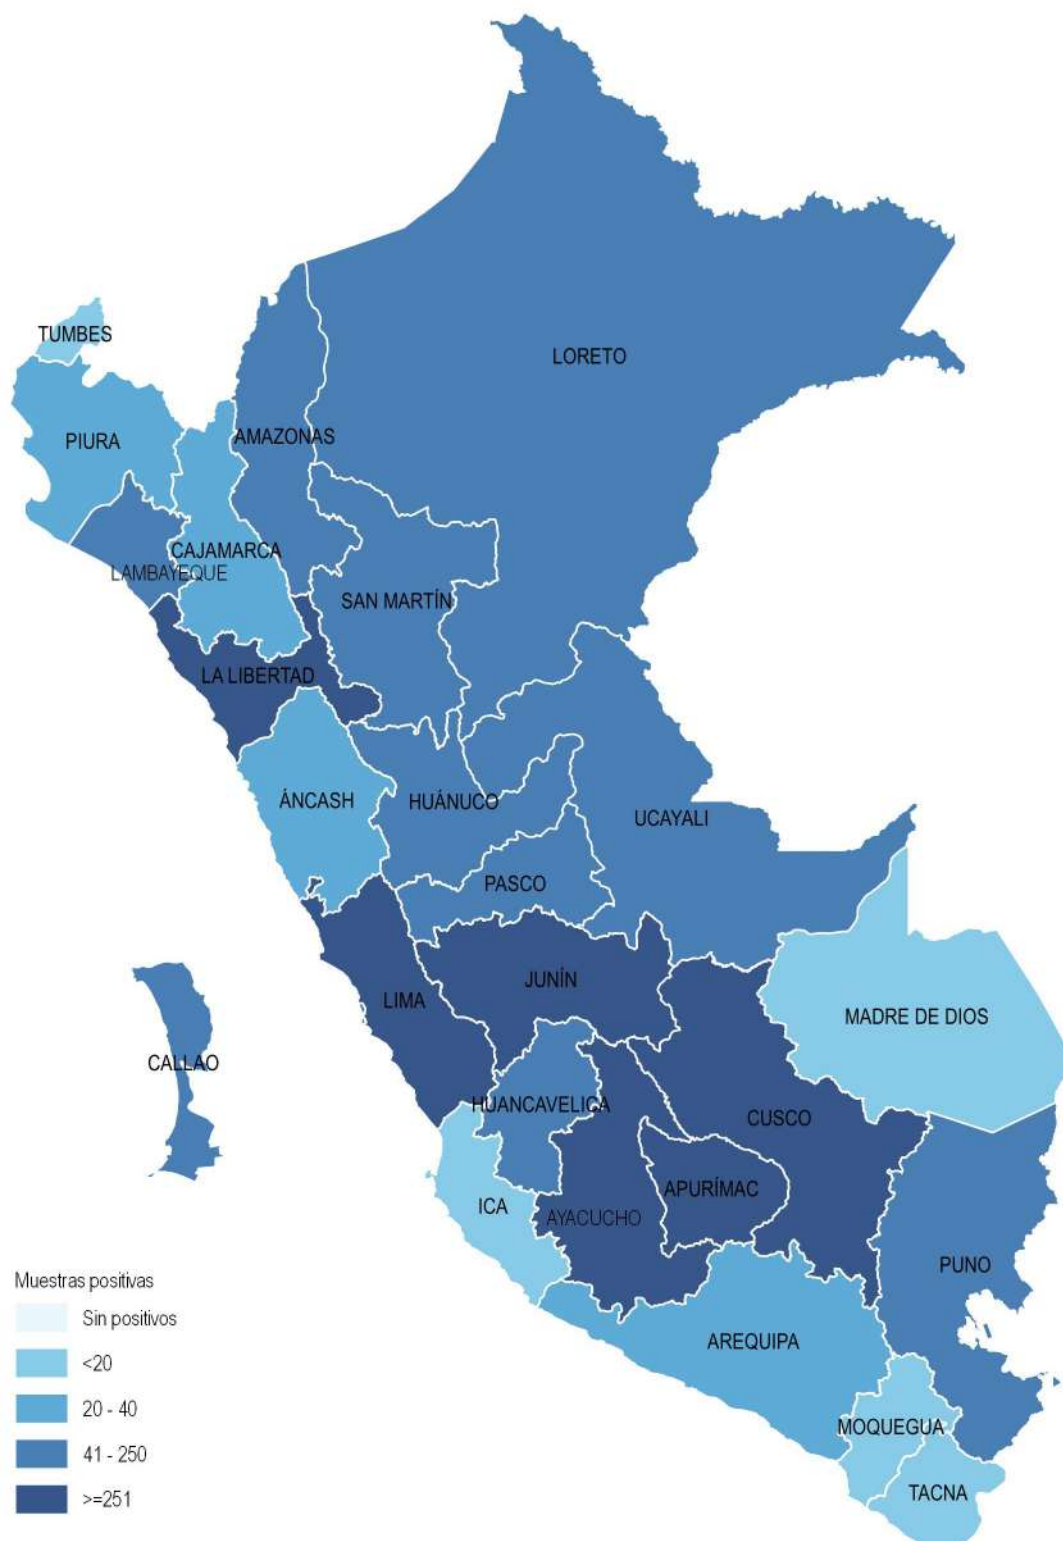 TUMBES
LORETO
PIURA
AMAZONAS
CAJAMARCA
LAMBAYEQUE
SAN MARTÍN
LA LIBERTAD
ÁNCASH
HUÁNUCO
UCAYALI
PASCO
JUNÍN
LIMA
MADRE DE DIOS
CALLAO
HUANCAVELICA
CUSCO
APURÍMAC
ICA
AYACUCHO
PUNO
AREQUIPA
MOQUEGUA
TACNA
Muestras positivas
Sin positivos
<20
20 - 40
41 - 250
>=251